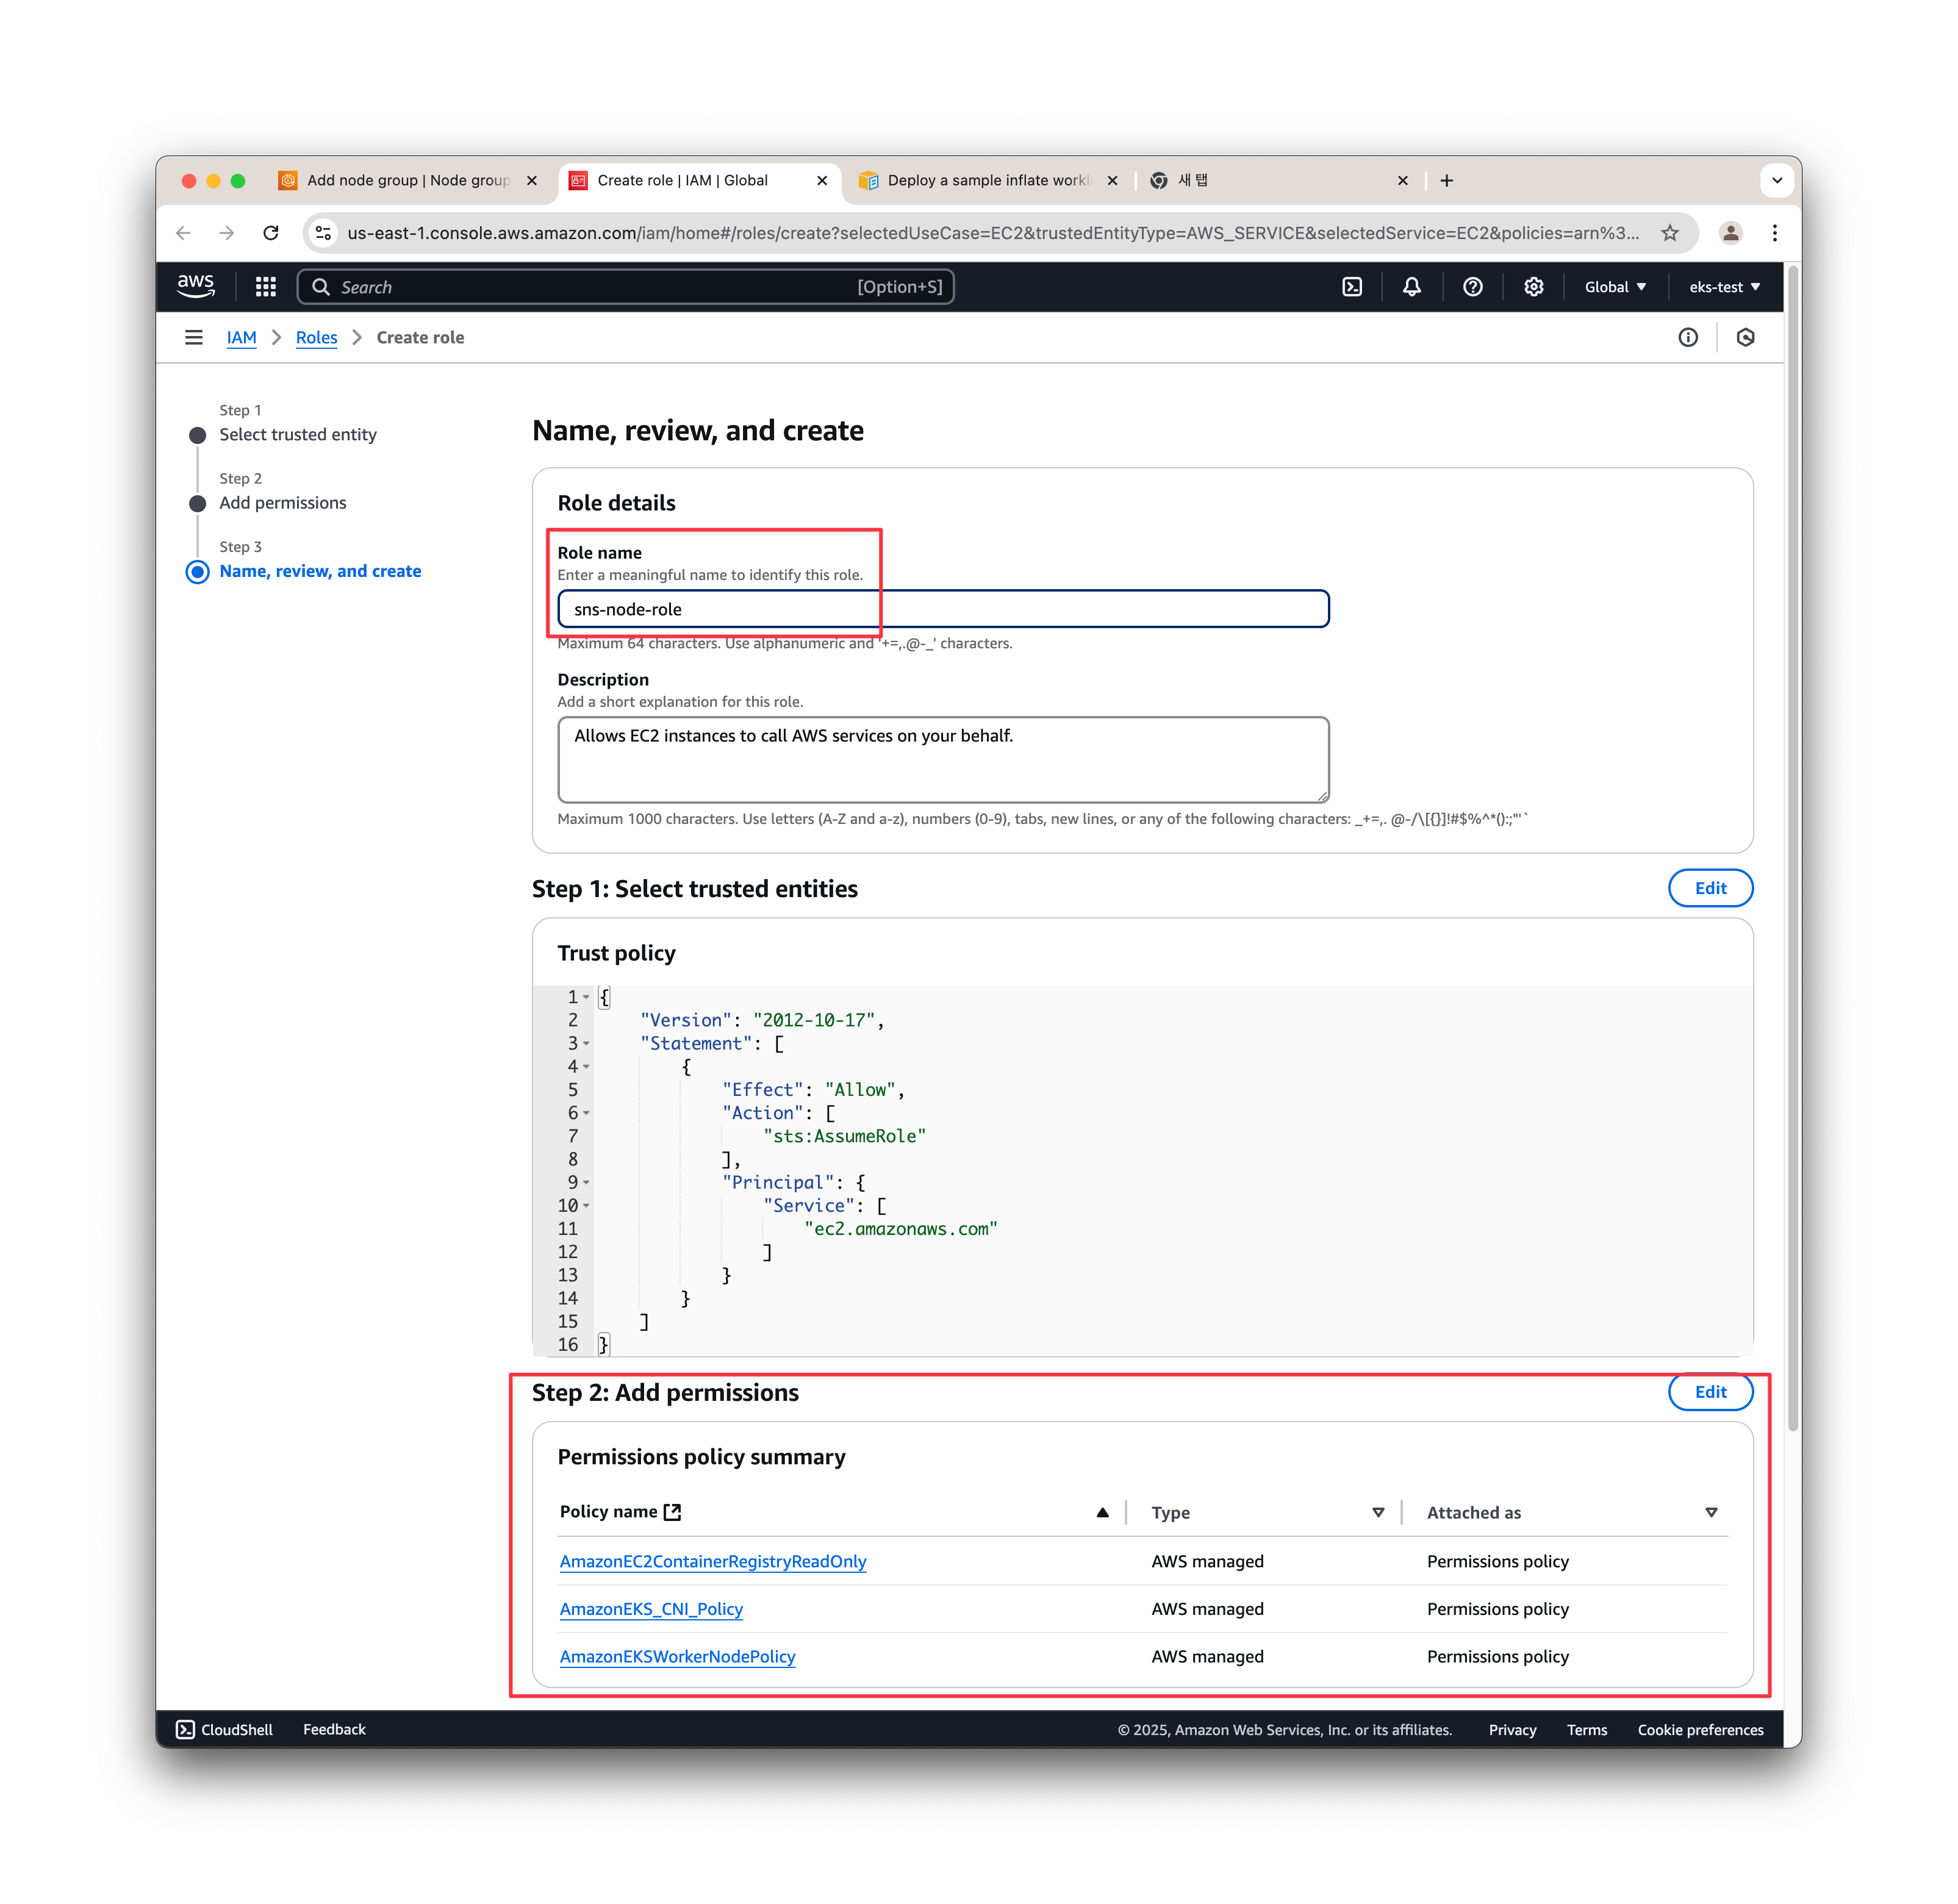 Add node group | Node group
Create role | IAM | Global
Deploy a sample inflate workl
새 탭
us-east-1.console.aws.amazon.com/iam/home#/roles/create?selectedUseCase=EC2&trustedEntityType=AWS_SERVICE&selectedService=EC2&policies=arn%3...
aws
Search
[Option+S]
Global
eks-test
IAM
Roles
Create role
Step 1
Select trusted entity
Step 2
Add permissions
Step 3
Name, review, and create
Name, review, and create
Role details
Role name
Enter a meaningful name to identify this role.
sns-node-role
Maximum 64 characters. Use alphanumeric and '+=,.@-_' characters.
Description
Add a short explanation for this role.
Allows EC2 instances to call AWS services on your behalf.
Maximum 1000 characters. Use letters (A-Z and a-z), numbers (0-9), tabs, new lines, or any of the following characters: _+=,. @-/\[{}]!#$%^*():;"'`
Step 1: Select trusted entities
Edit
Trust policy
1 {
2 "Version": "2012-10-17",
3 "Statement": [
4 {
5 "Effect": "Allow",
6 "Action": [
7 "sts:AssumeRole"
8 ],
9 "Principal": {
10 "Service": [
11 "ec2.amazonaws.com"
12 ]
13 }
14 }
15 ]
16 }
Step 2: Add permissions
Edit
Permissions policy summary
Policy name
Type
Attached as
AmazonEC2ContainerRegistryReadOnly
AWS managed
Permissions policy
AmazonEKS_CNI_Policy
AWS managed
Permissions policy
AmazonEKSWorkerNodePolicy
AWS managed
Permissions policy
CloudShell
Feedback
© 2025, Amazon Web Services, Inc. or its affiliates.
Privacy
Terms
Cookie preferences